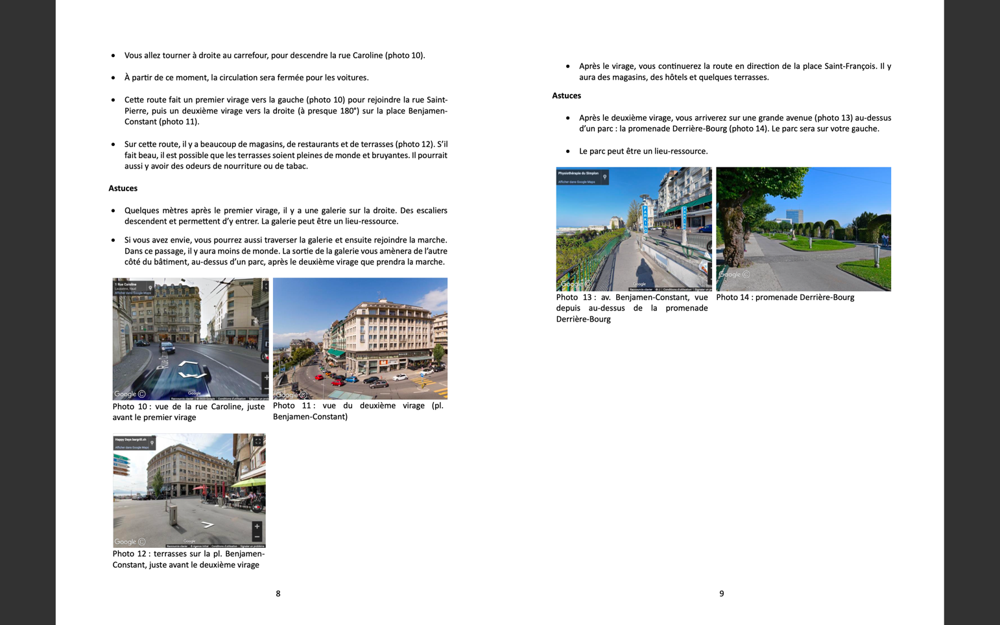 • Vous allez tourner à droite au carrefour, pour descendre la rue Caroline (photo 10).
• À partir de ce moment, la circulation sera fermée pour les voitures.
• Cette route fait un premier virage vers la gauche (photo 10) pour rejoindre la rue Saint-
Pierre, puis un deuxième virage vers la droite (à presque 180°) sur la place Benjamen-
Constant (photo 11).
• Sur cette route, il y a beaucoup de magasins, de restaurants et de terrasses (photo 12). S’il
fait beau, il est possible que les terrasses soient pleines de monde et bruyantes. Il pourrait
aussi y avoir des odeurs de nourriture ou de tabac.
Astuces
• Quelques mètres après le premier virage, il y a une galerie sur la droite. Des escaliers
descendent et permettent d’y entrer. La galerie peut être un lieu-ressource.
• Si vous avez envie, vous pourrez aussi traverser la galerie et ensuite rejoindre la marche.
Dans ce passage, il y aura moins de monde. La sortie de la galerie vous amènera de l’autre
côté du bâtiment, au-dessus d’un parc, après le deuxième virage que prendra la marche.
1 Rue Caroline
Lausanne, Vaud
Afficher dans Google Maps
Google ©
Google
Google ©
Photo 10 : vue de la rue Caroline, juste
avant le premier virage
Photo 11 : vue du deuxième virage (pl.
Benjamen-Constant)
Happy Days bargrill.ch
Afficher dans Google Maps
Google ©
Google
Raccourcis clavier
Conditions d'utilisation
Signaler un problème
Photo 12 : terrasses sur la pl. Benjamen-
Constant, juste avant le deuxième virage
8
• Après le virage, vous continuerez la route en direction de la place Saint-François. Il y
aura des magasins, des hôtels et quelques terrasses.
Astuces
• Après le deuxième virage, vous arriverez sur une grande avenue (photo 13) au-dessus
d’un parc : la promenade Derrière-Bourg (photo 14). Le parc sera sur votre gauche.
• Le parc peut être un lieu-ressource.
Physiothérapie du Simplon
Afficher dans Google Maps
PARKING
PARKING
Google ©
Google
Raccourcis clavier
Conditions d'utilisation
Google ©
Photo 13 : av. Benjamen-Constant, vue
depuis au-dessus de la promenade
Derrière-Bourg
Photo 14 : promenade Derrière-Bourg
9